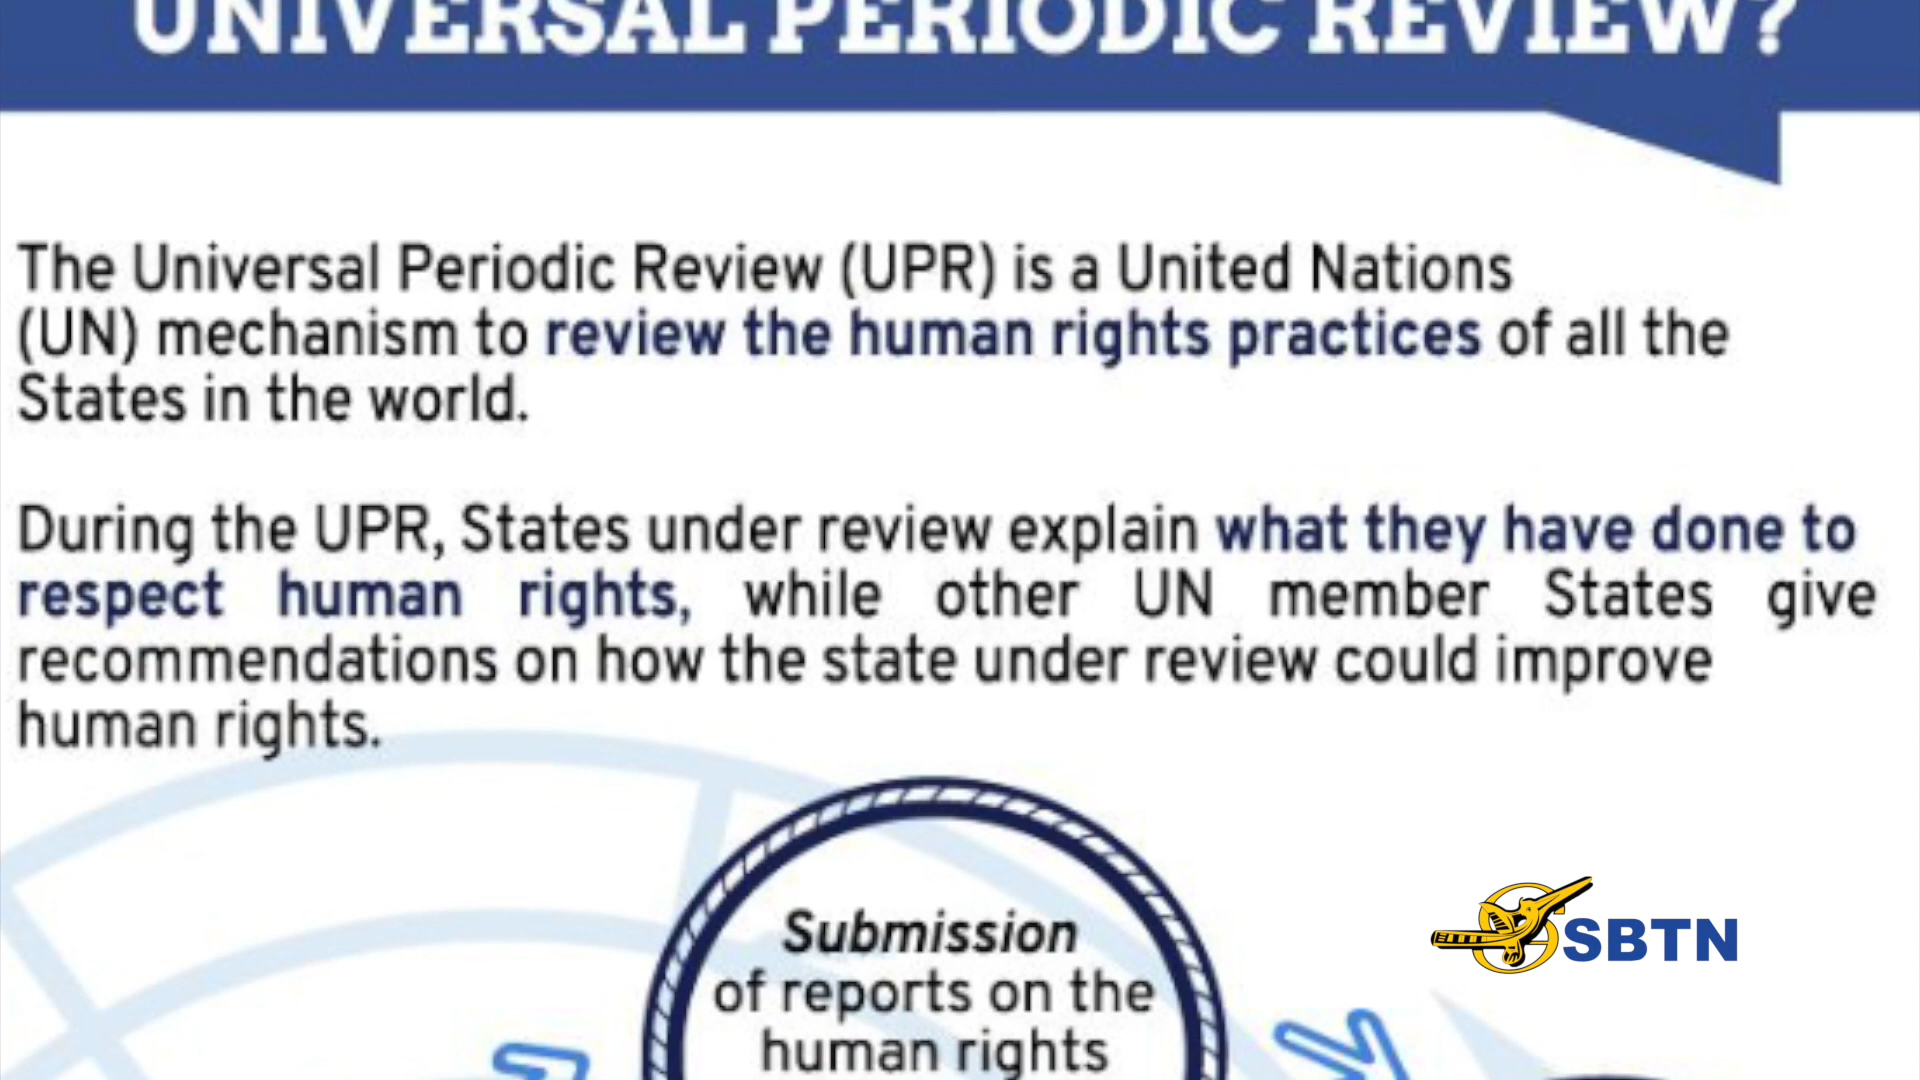 UNIVERSAL PERIODIC REVIEW?
The Universal Periodic Review (UPR) is a United Nations
(UN) mechanism to review the human rights practices of all the
States in the world.
During the UPR, States under review explain what they have done to
respect human rights, while other UN member States give
recommendations on how the state under review could improve
human rights.
Submission
of reports on the
human rights
SBTN